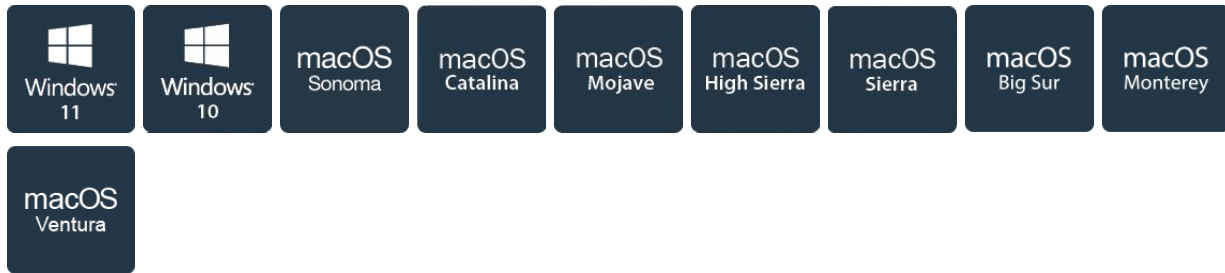 Windows
11
Windows
10
macOS
Sonoma
macOS
Catalina
macOS
Mojave
macOS
High Sierra
macOS
Sierra
macOS
Big Sur
macOS
Monterey
macOS
Ventura